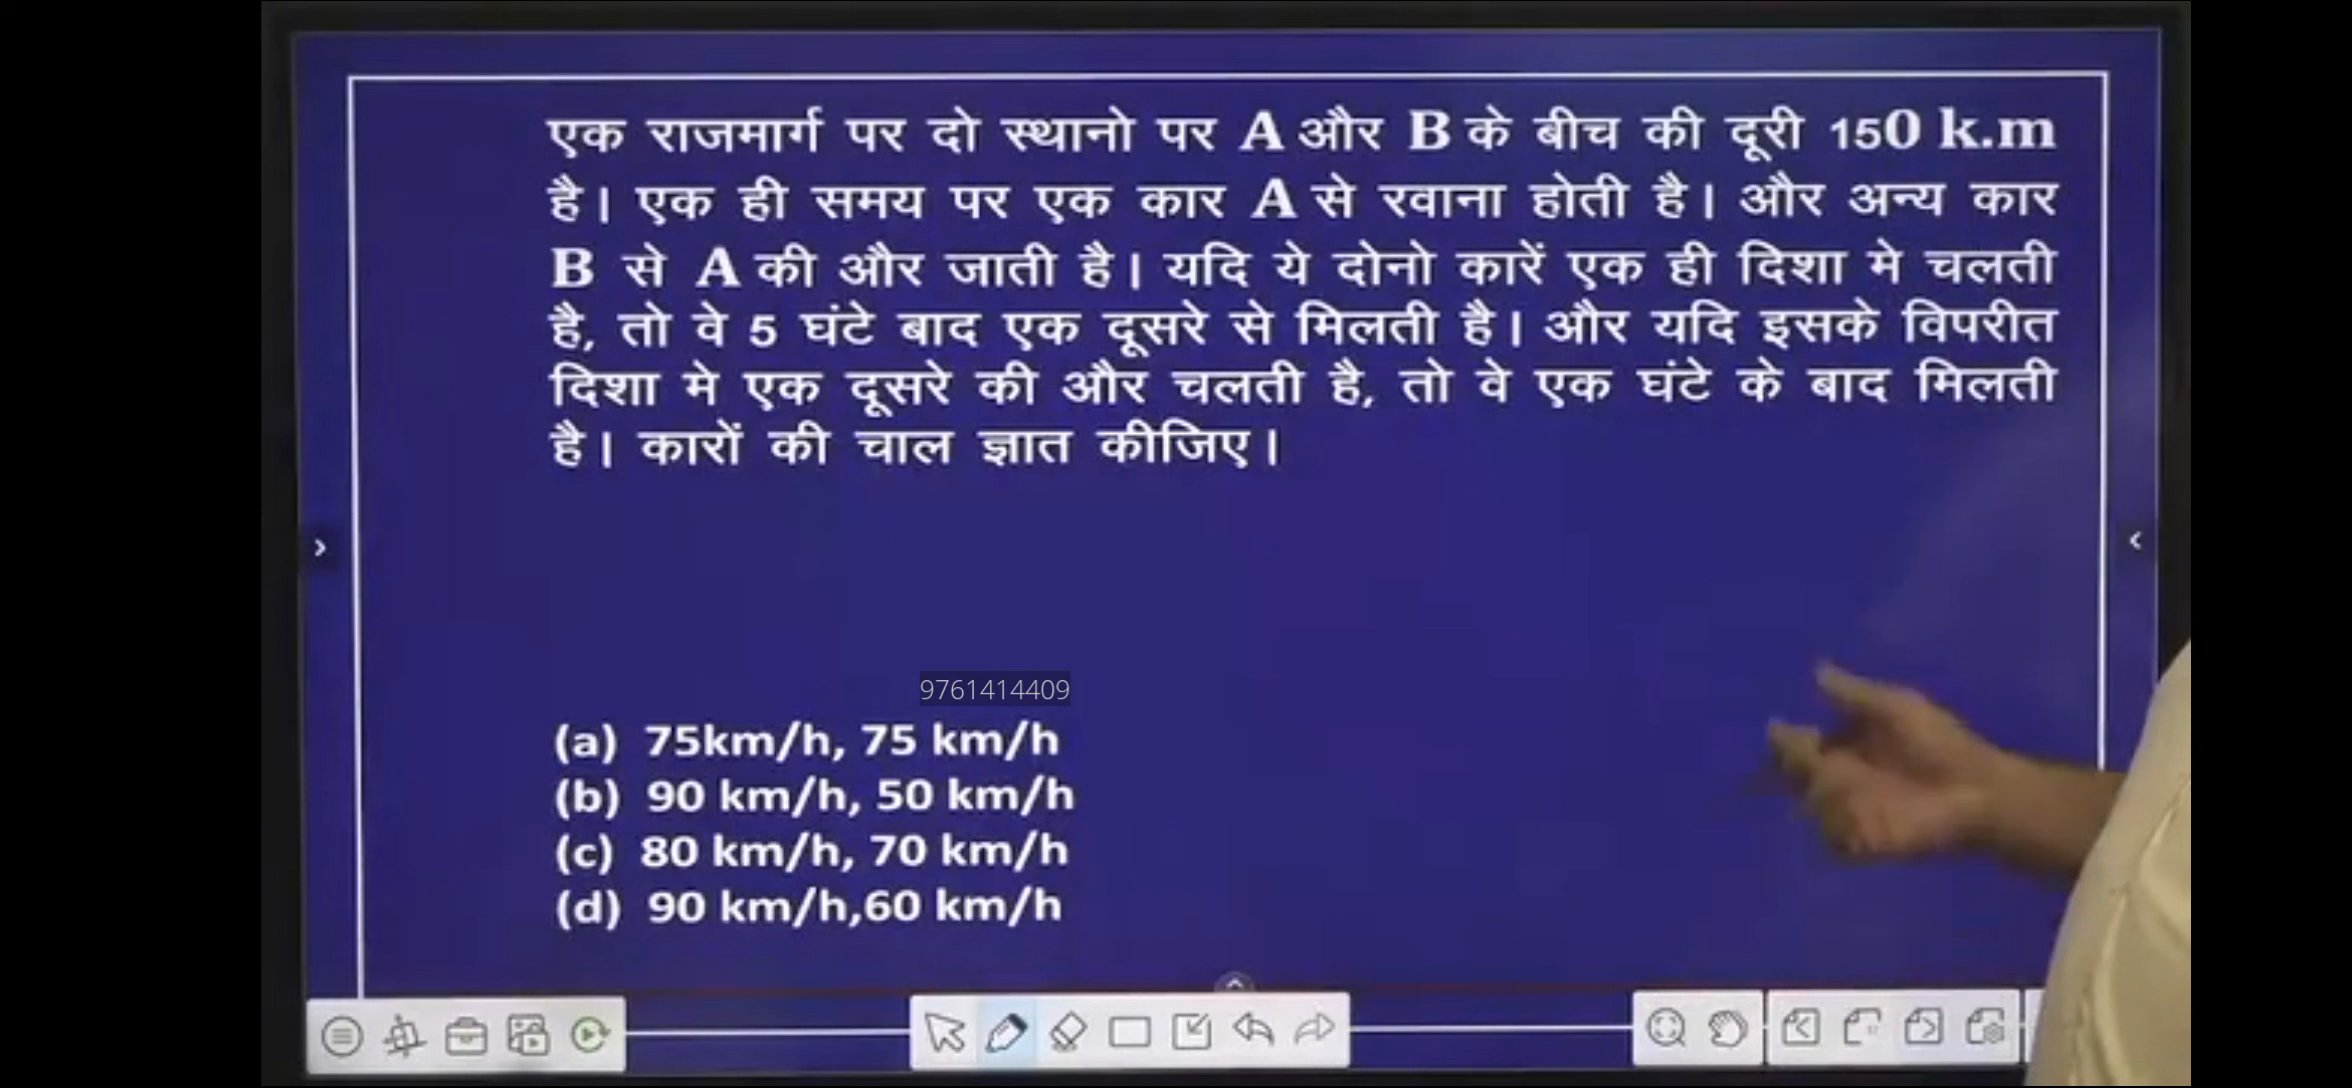 एक राजमार्ग पर दो स्थानो पर A और B के बीच की दूरी 150 k.m
है। एक ही समय पर एक कार A से रवाना होती है। और अन्य कार
B से A की और जाती है। यदि ये दोनो कारें एक ही दिशा मे चलती
है, तो वे 5 घंटे बाद एक दूसरे से मिलती है। और यदि इसके विपरीत
दिशा मे एक दूसरे की और चलती है, तो वे एक घंटे के बाद मिलती
है। कारों की चाल ज्ञात कीजिए।
9761414409
(a) 75km/h, 75 km/h
(b) 90 km/h, 50 km/h
(c) 80 km/h, 70 km/h
(d) 90 km/h,60 km/h